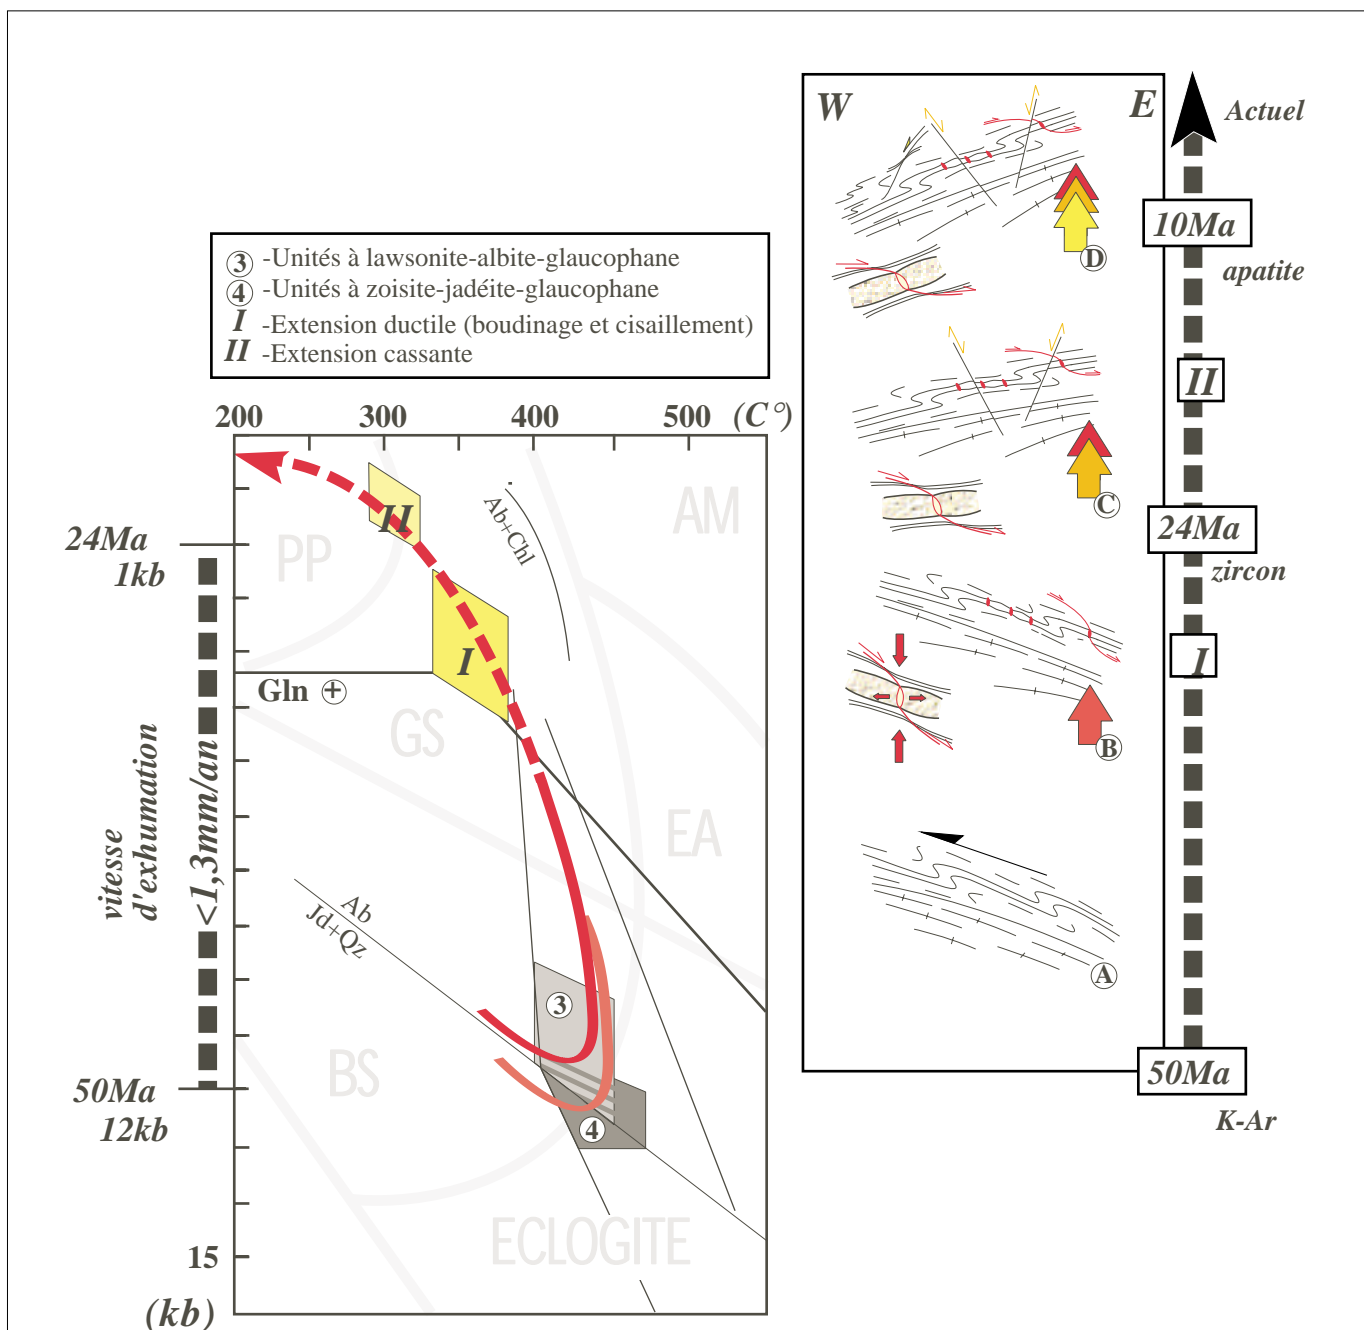 ③ -Unités à lawsonite-albite-glaucophane
④ -Unités à zoisite-jadéite-glaucophane
I -Extension ductile (boudinage et cisaillement)
II -Extension cassante
200 300 400 500 (C°)
24Ma
1kb
50Ma
12kb
15
(kb)
vitesse
d'exhumation
<1,3mm/an
PP
AM
GS
EA
BS
ECLOGITE
Ab+Chl
Gln +
Ab
Jd+Qz
II
I
3
4
W E
Actuel
10Ma
apatite
II
24Ma
zircon
I
50Ma
K-Ar
D
C
B
A